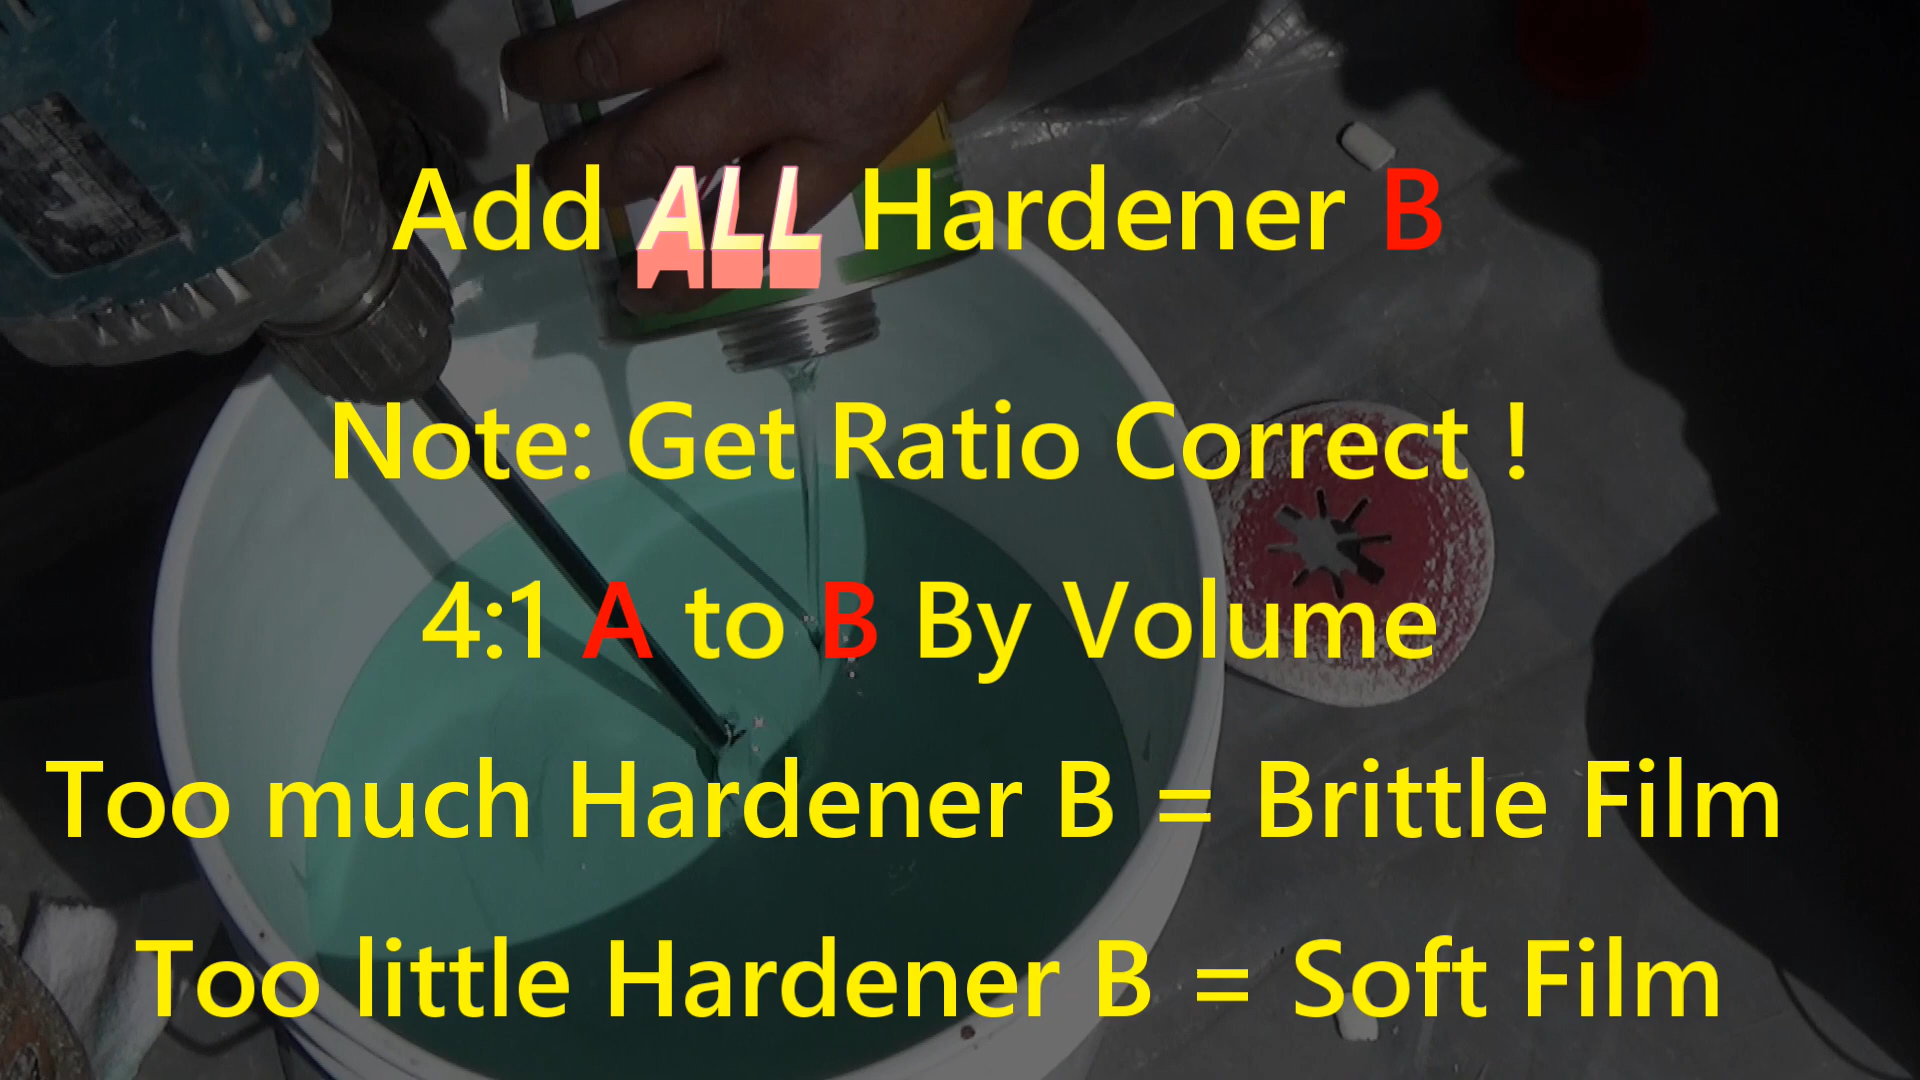 Add ALL Hardener B
Note: Get Ratio Correct !
4:1 A to B By Volume
Too much Hardener B = Brittle Film
Too little Hardener B = Soft Film